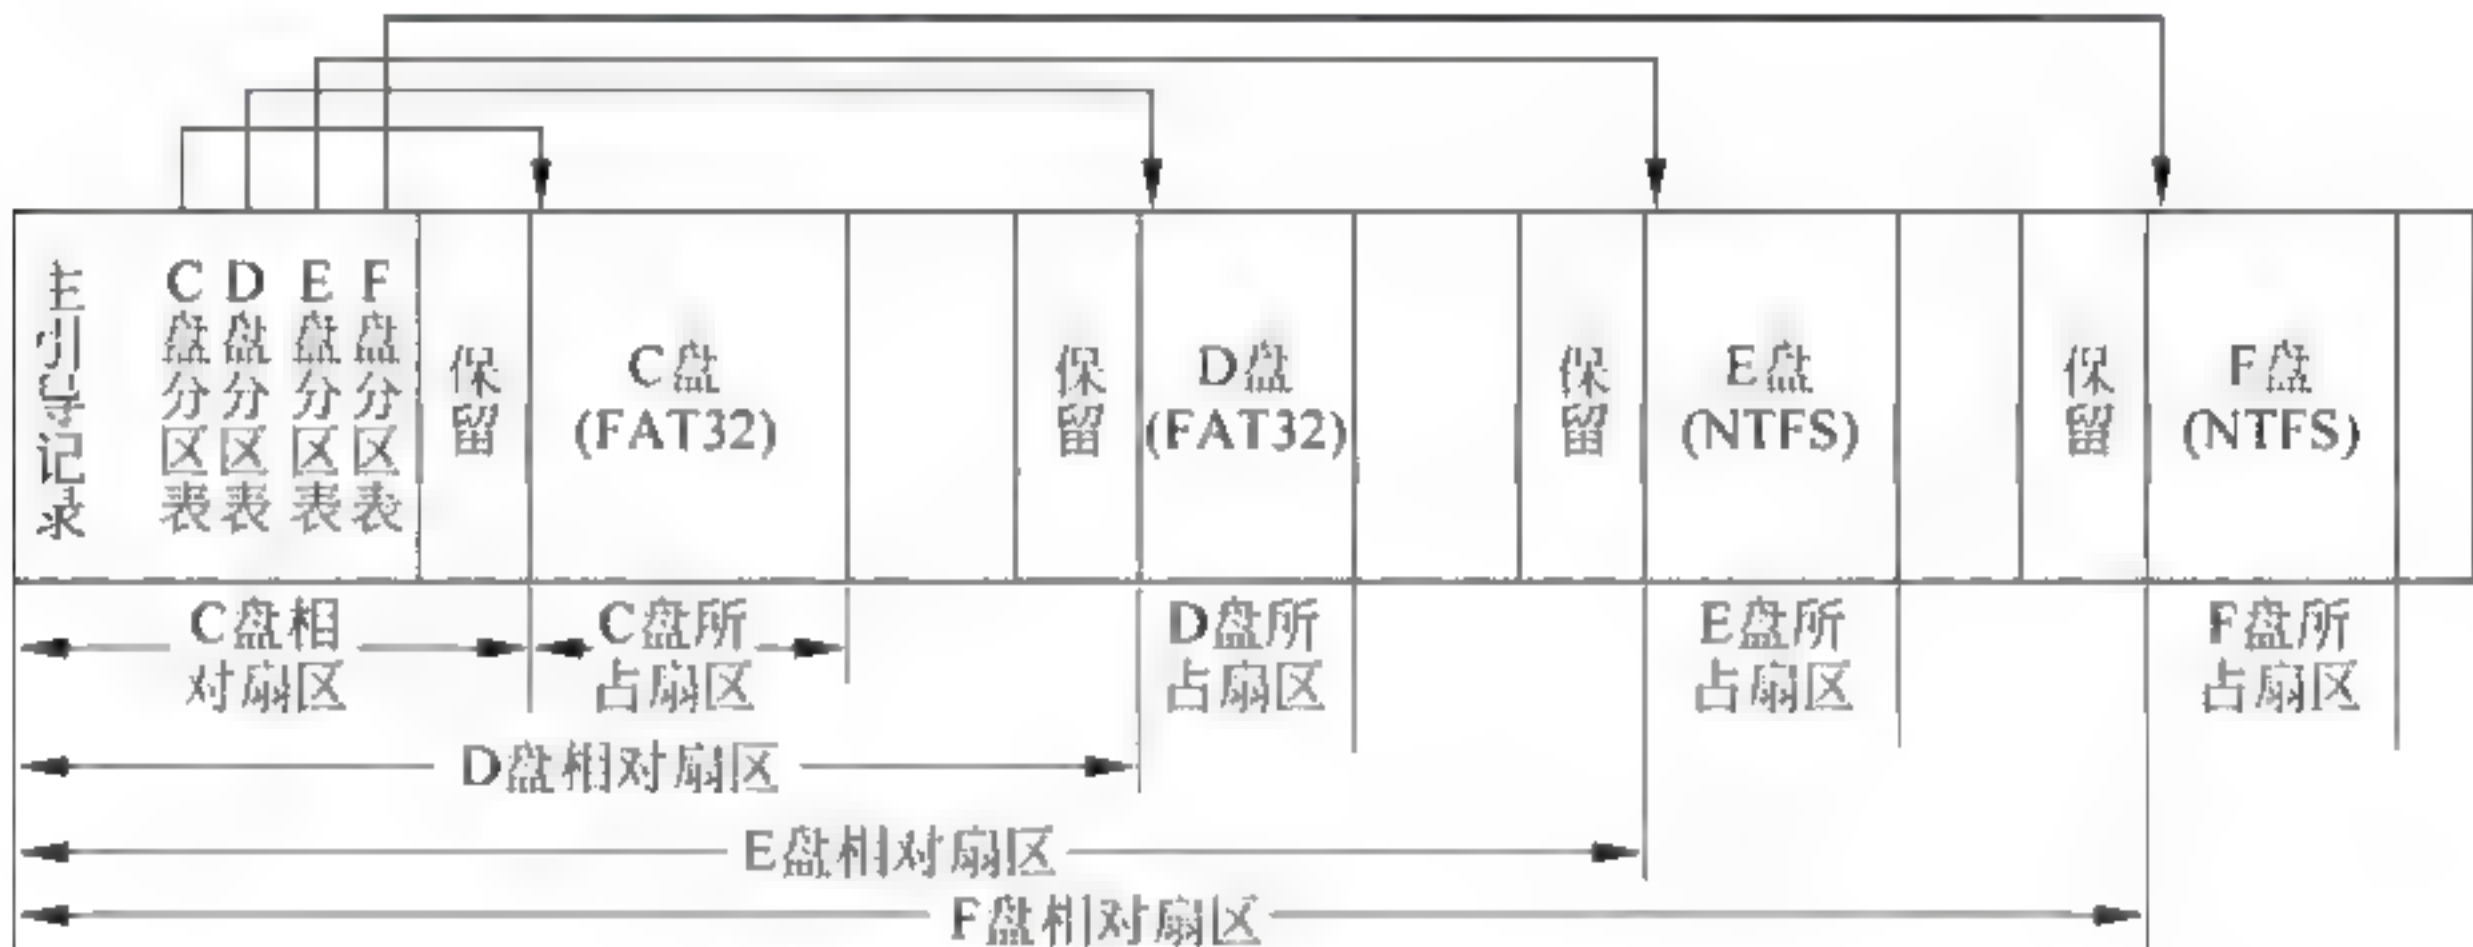 主引导记录
C盘分区表
D盘分区表
E盘分区表
F盘分区表
保留
C盘
(FAT32)
保留
D盘
(FAT32)
保留
E盘
(NTFS)
保留
F盘
(NTFS)
C盘相
对扇区
C盘所
占扇区
D盘所
占扇区
E盘所
占扇区
F盘所
占扇区
D盘相对扇区
E盘相对扇区
F盘相对扇区